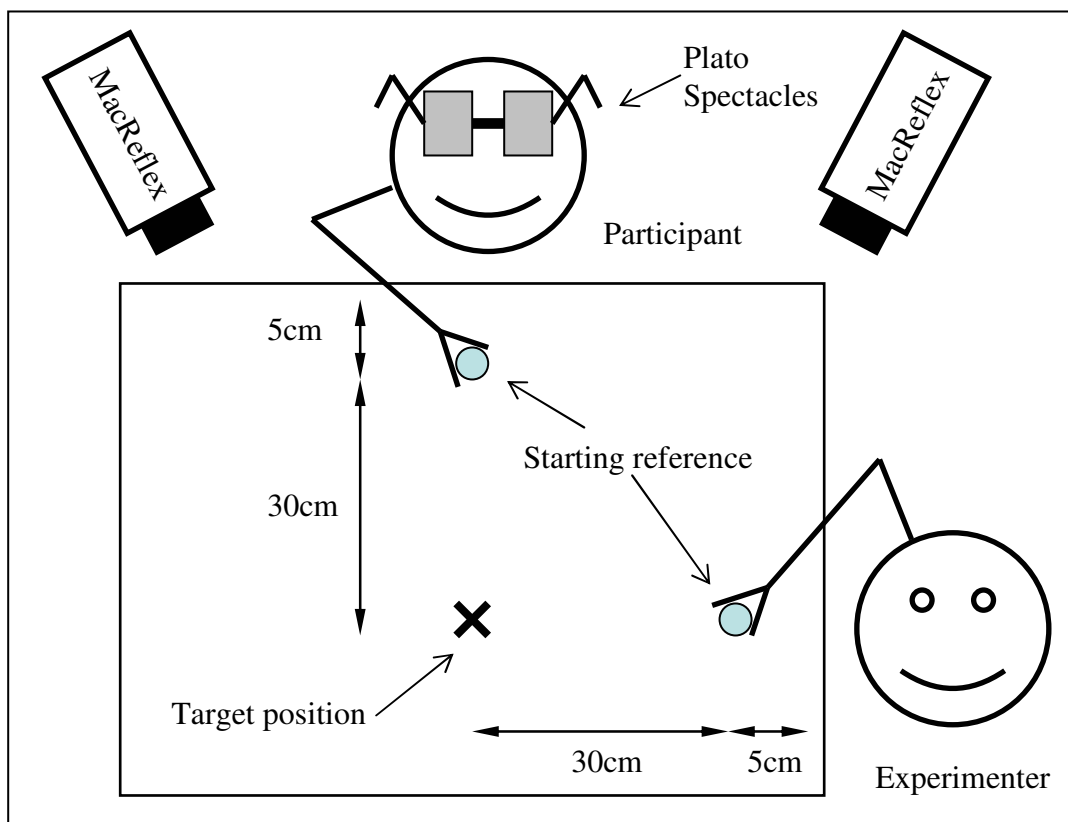 MacReflex
Plato
Spectacles
MacReflex
Participant
5cm
Starting reference
30cm
Target position
30cm
5cm
Experimenter